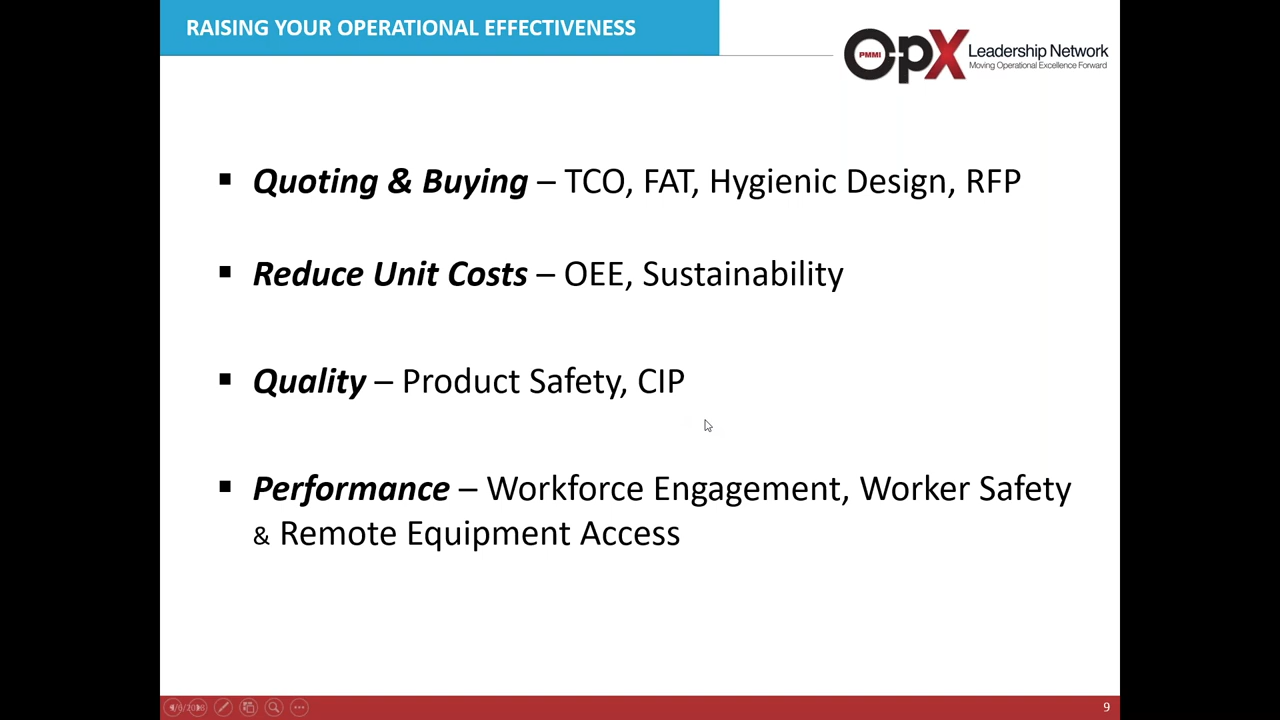 RAISING YOUR OPERATIONAL EFFECTIVENESS
OpX
PMMI
Leadership Network
Moving Operational Excellence Forward
▪ Quoting & Buying – TCO, FAT, Hygienic Design, RFP
▪ Reduce Unit Costs – OEE, Sustainability
▪ Quality – Product Safety, CIP
▪ Performance – Workforce Engagement, Worker Safety
& Remote Equipment Access
9